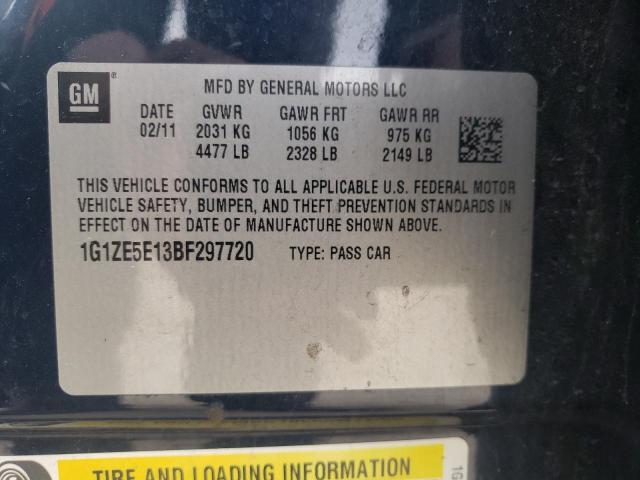 GM
®
MFD BY GENERAL MOTORS LLC
DATE GVWR GAWR FRT GAWR RR
02/11 2031 KG 1056 KG 975 KG
4477 LB 2328 LB 2149 LB
THIS VEHICLE CONFORMS TO ALL APPLICABLE U.S. FEDERAL MOTOR
VEHICLE SAFETY, BUMPER, AND THEFT PREVENTION STANDARDS IN
EFFECT ON THE DATE OF MANUFACTURE SHOWN ABOVE.
1G1ZE5E13BF297720 TYPE: PASS CAR
TIRE AND LOADING INFORMATION
1G